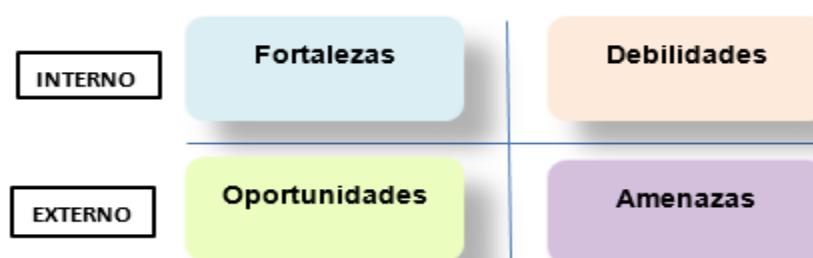 Fortalezas
Debilidades
INTERNO
Oportunidades
Amenazas
EXTERNO